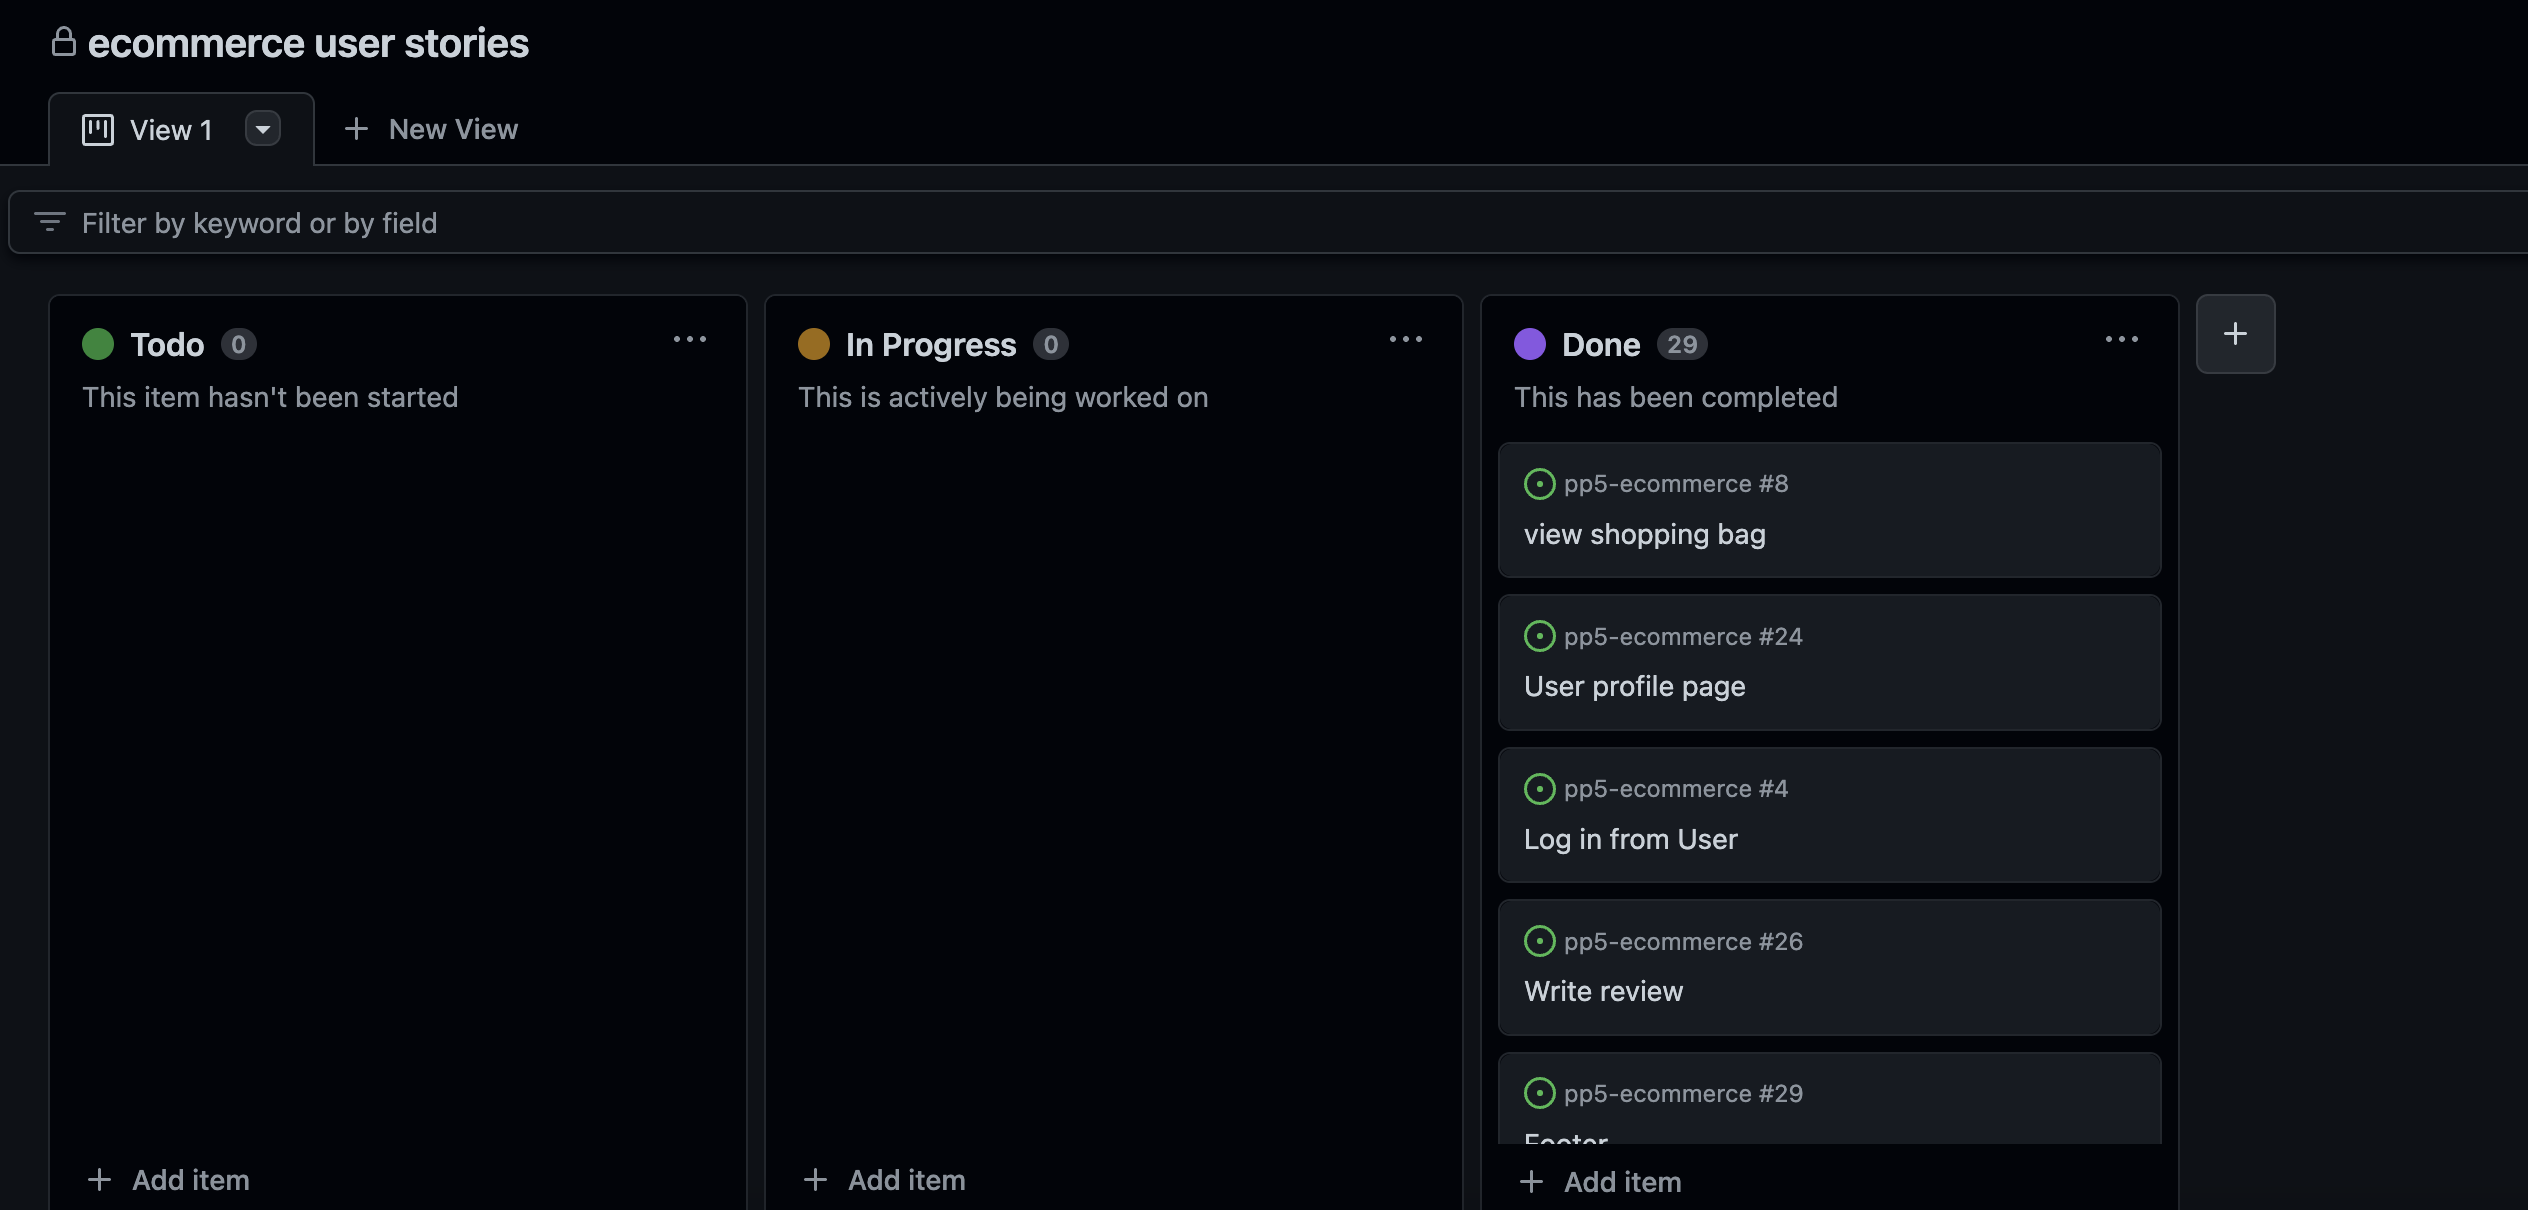 ecommerce user stories
View 1
New View
Filter by keyword or by field
Todo 0
This item hasn't been started
Add item
In Progress 0
This is actively being worked on
Add item
Done 29
This has been completed
pp5-ecommerce #8
view shopping bag
pp5-ecommerce #24
User profile page
pp5-ecommerce #4
Log in from User
pp5-ecommerce #26
Write review
pp5-ecommerce #29
Footer
Add item